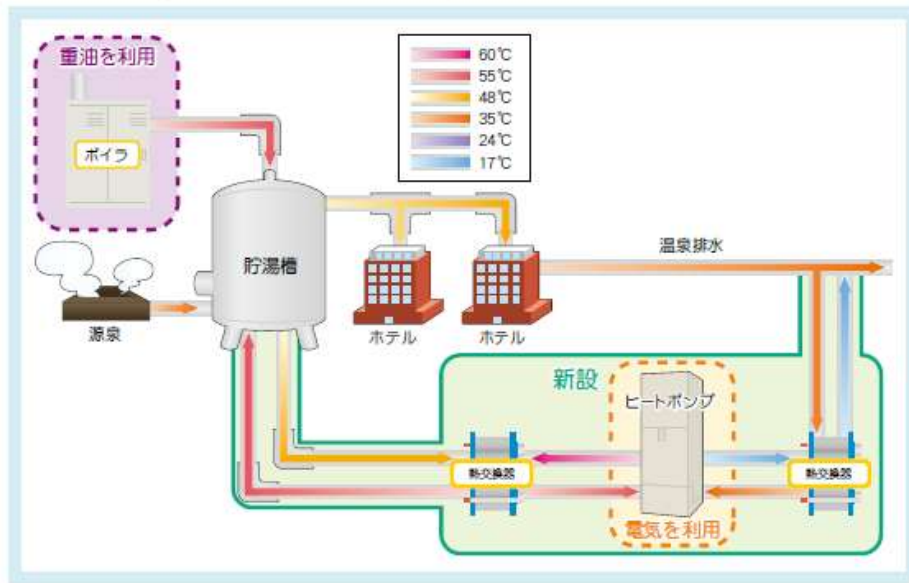 重油を利用
ボイラ
60℃
55℃
48℃
35℃
24℃
17℃
貯湯槽
源泉
ホテル
ホテル
温泉排水
新設
ヒートポンプ
熱交換器
熱交換器
電気を利用